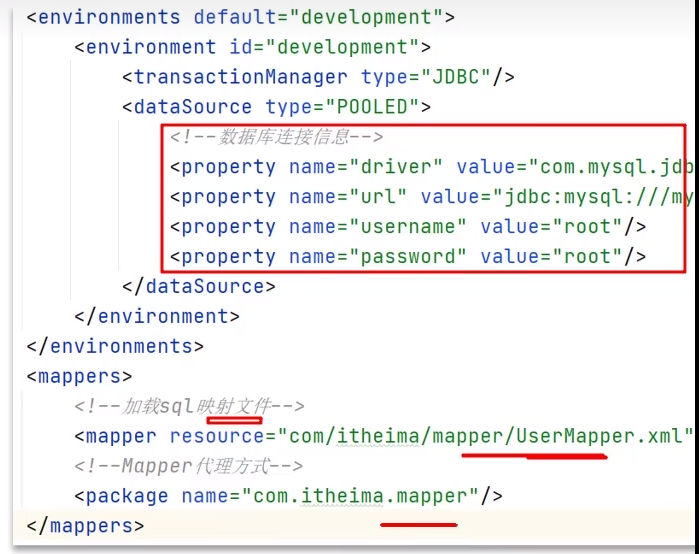 <environments default="development">
<environment id="development">
<transactionManager type="JDBC"/>
<dataSource type="POOLED">
<!--数据库连接信息-->
<property name="driver" value="com.mysql.jdb
<property name="url" value="jdbc:mysql:///my
<property name="username" value="root"/>
<property name="password" value="root"/>
</dataSource>
</environment>
</environments>
<mappers>
<!--加载sql映射文件-->
<mapper resource="com/itheima/mapper/UserMapper.xml"
<!--Mapper代理方式-->
<package name="com.itheima.mapper"/>
</mappers>